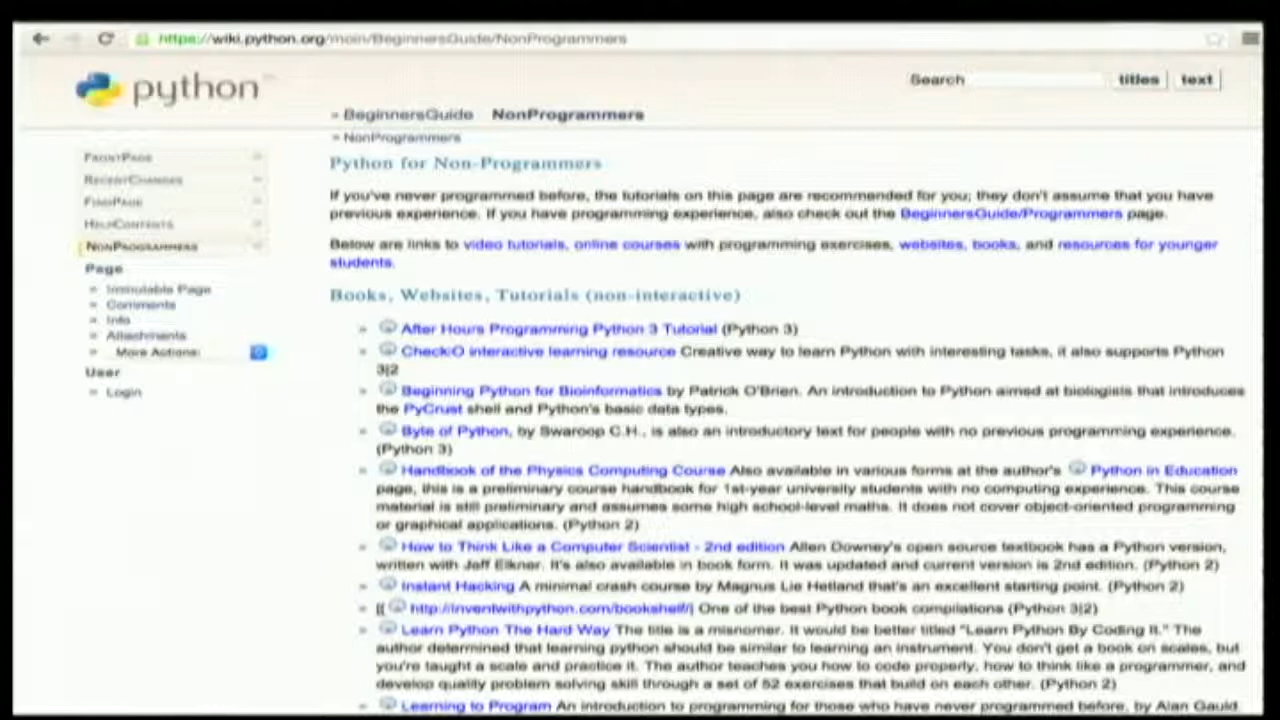 https://wiki.python.org/moin/BeginnersGuide/NonProgrammers
python
Search titles text
» BeginnersGuide NonProgrammers
» NonProgrammers
FrontPage
RecentChanges
FindPage
HelpContents
NonProgrammers
Page
» Immutable Page
» Comments
» Info
» Attachments
» More Actions:
User
» Login
Python for Non-Programmers
If you've never programmed before, the tutorials on this page are recommended for you; they don't assume that you have
previous experience. If you have programming experience, also check out the BeginnersGuide/Programmers page.
Below are links to video tutorials, online courses with programming exercises, websites, books, and resources for younger
students.
Books, Websites, Tutorials (non-interactive)
» After Hours Programming Python 3 Tutorial (Python 3)
» CheckiO interactive learning resource Creative way to learn Python with interesting tasks, it also supports Python
3|2
» Beginning Python for Bioinformatics by Patrick O'Brien. An introduction to Python aimed at biologists that introduces
the PyCrust shell and Python's basic data types.
» Byte of Python, by Swaroop C.H., is also an introductory text for people with no previous programming experience.
(Python 3)
» Handbook of the Physics Computing Course Also available in various forms at the author's Python in Education
page, this is a preliminary course handbook for 1st-year university students with no computing experience. This course
material is still preliminary and assumes some high school-level maths. It does not cover object-oriented programming
or graphical applications. (Python 2)
» How to Think Like a Computer Scientist - 2nd edition Allen Downey's open source textbook has a Python version,
written with Jeff Elkner. It's also available in book form. It was updated and current version is 2nd edition. (Python 2)
» Instant Hacking A minimal crash course by Magnus Lie Hetland that's an excellent starting point. (Python 2)
» [[ http://inventwithpython.com/bookshelf/] One of the best Python book compilations (Python 3|2)
» Learn Python The Hard Way The title is a misnomer. It would be better titled "Learn Python By Coding It." The
author determined that learning python should be similar to learning an instrument. You don't get a book on scales, but
you're taught a scale and practice it. The author teaches you how to code properly, how to think like a programmer, and
develop quality problem solving skill through a set of 52 exercises that build on each other. (Python 2)
» Learning to Program An introduction to programming for those who have never programmed before, by Alan Gauld.